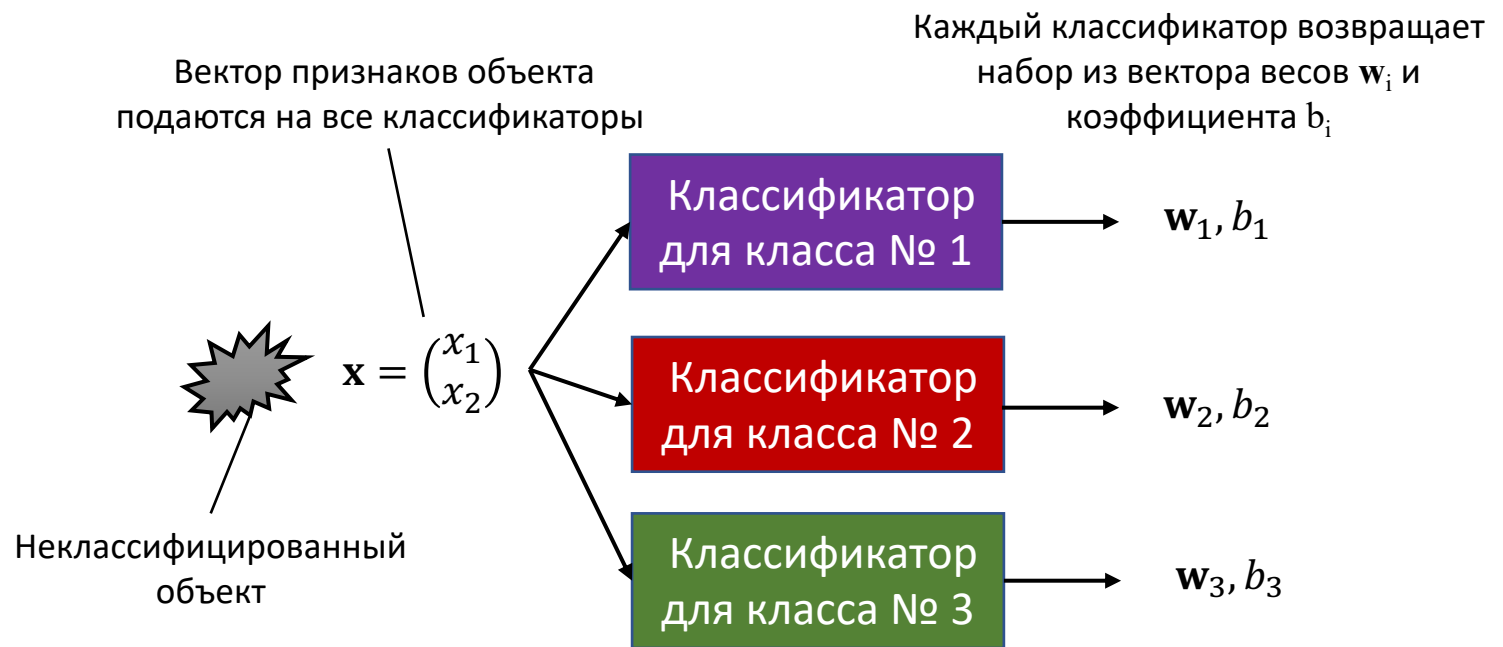 Каждый классификатор возвращает
набор из вектора весов 𝐰i и
коэффициента bi
Вектор признаков объекта
подаются на все классификаторы
Классификатор
для класса № 1
𝐰1, b1
𝐱 = (x1
x2)
Классификатор
для класса № 2
𝐰2, b2
Неклассифицированный
объект
Классификатор
для класса № 3
𝐰3, b3